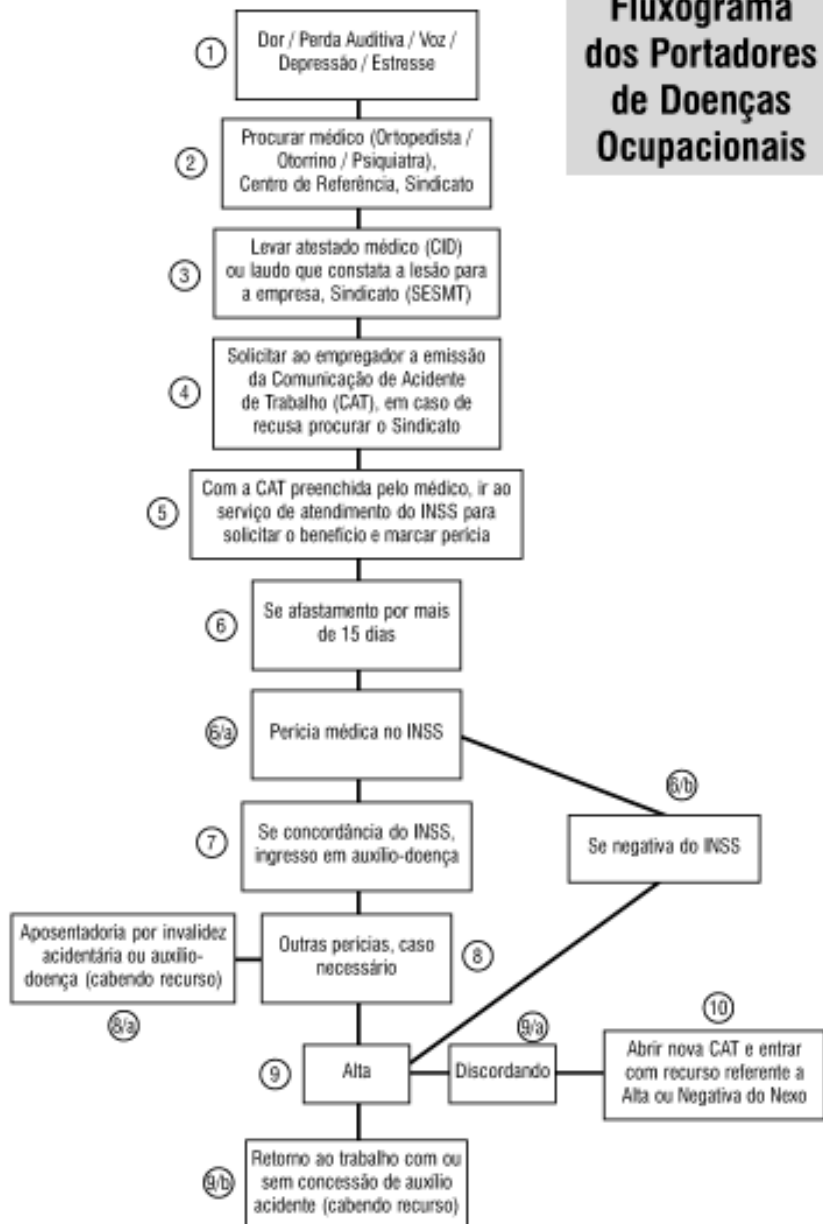 Fluxograma
dos Portadores
de Doenças
Ocupacionais
1
Dor / Perda Auditiva / Voz /
Depressão / Estresse
2
Procurar médico (Ortopedista /
Otorrino / Psiquiatra),
Centro de Referência, Sindicato
3
Levar atestado médico (CID)
ou laudo que constata a lesão para
a empresa, Sindicato (SESMT)
4
Solicitar ao empregador a emissão
da Comunicação de Acidente
de Trabalho (CAT), em caso de
recusa procurar o Sindicato
5
Com a CAT preenchida pelo médico, ir ao
serviço de atendimento do INSS para
solicitar o benefício e marcar perícia
6
Se afastamento por mais
de 15 dias
6/a
Perícia médica no INSS
6/b
Se negativa do INSS
7
Se concordância do INSS,
ingresso em auxílio-doença
8
Outras perícias, caso
necessário
Aposentadoria por invalidez
acidentária ou auxílio-
doença (cabendo recurso)
8/a
9
Alta
9/a
Discordando
10
Abrir nova CAT e entrar
com recurso referente a
Alta ou Negativa do Nexo
9/b
Retorno ao trabalho com ou
sem concessão de auxílio
acidente (cabendo recurso)